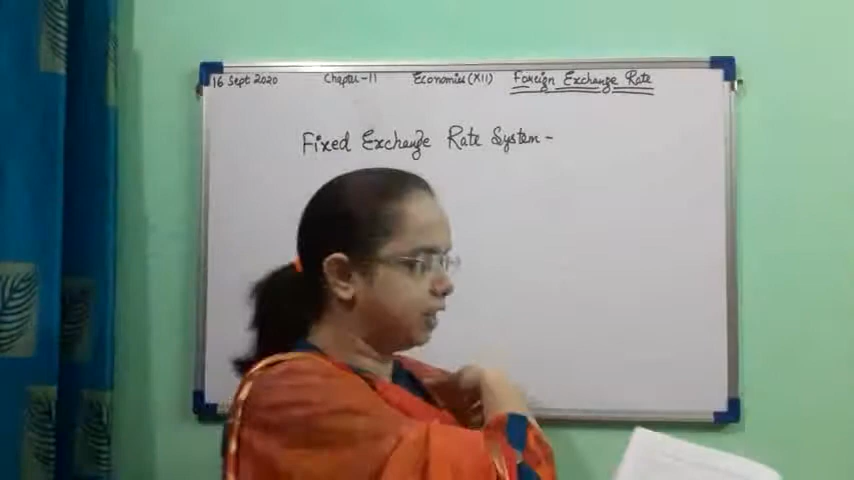 16 Sept 2020 Chapter-11 Economics (XII) Foreign Exchange Rate
Fixed Exchange Rate System -